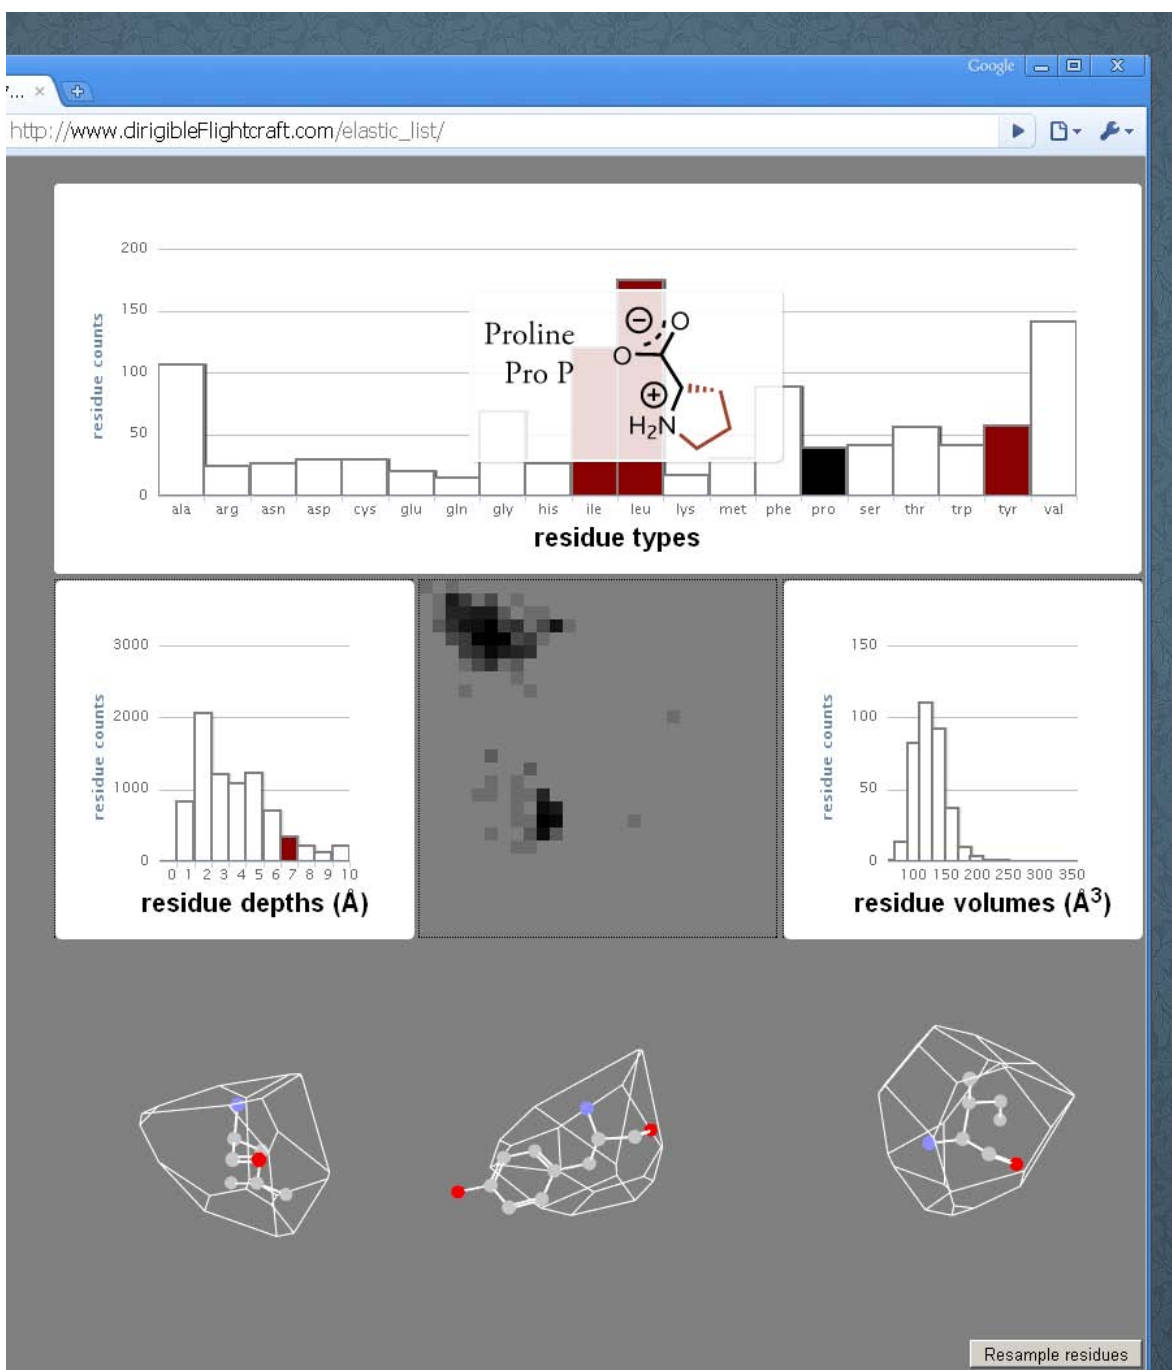 Google
7... ×
http://www.dirigibleFlightcraft.com/elastic_list/
200
150
100
50
0
residue counts
Proline
Pro P
⊖ O
O
⊕
H₂N
ala arg asn asp cys glu gln gly his ile leu lys met phe pro ser thr trp tyr val
residue types
3000
2000
1000
0
residue counts
0 1 2 3 4 5 6 7 8 9 10
residue depths (Å)
150
100
50
0
residue counts
100 150 200 250 300 350
residue volumes (Å³)
Resample residues